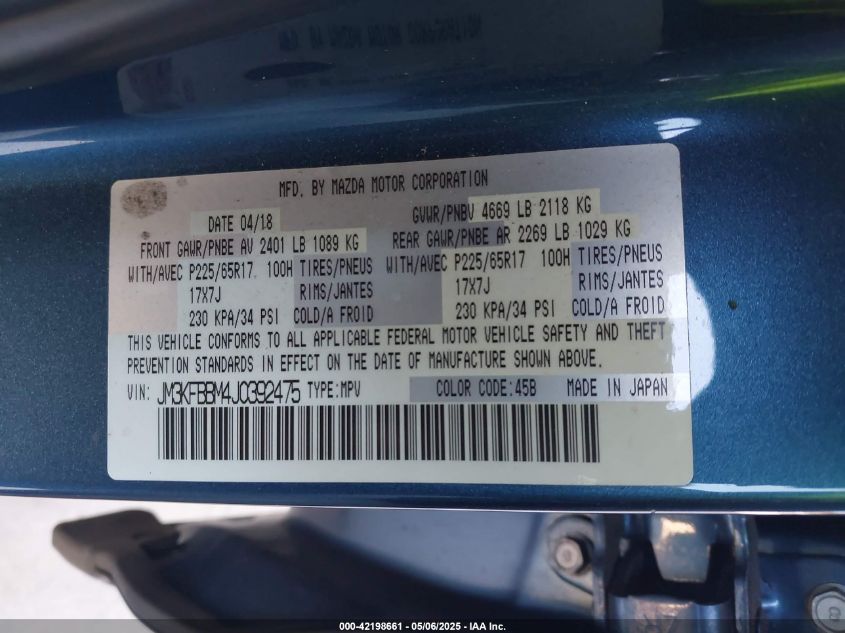 MFD. BY MAZDA MOTOR CORPORATION
DATE 04/18 GVWR/PNBV 4669 LB 2118 KG
FRONT GAWR/PNBE AV 2401 LB 1089 KG REAR GAWR/PNBE AR 2269 LB 1029 KG
WITH/AVEC P225/65R17 100H TIRES/PNEUS WITH/AVEC P225/65R17 100H TIRES/PNEUS
17X7J RIMS/JANTES 17X7J RIMS/JANTES
230 KPA/34 PSI COLD/A FROID 230 KPA/34 PSI COLD/A FROID
THIS VEHICLE CONFORMS TO ALL APPLICABLE FEDERAL MOTOR VEHICLE SAFETY AND THEFT
PREVENTION STANDARDS IN EFFECT ON THE DATE OF MANUFACTURE SHOWN ABOVE.
VIN: JM3KFBBM4J0392475 TYPE:MPV COLOR CODE:45B MADE IN JAPAN
000-42198661 - 05/06/2025 - IAA Inc.